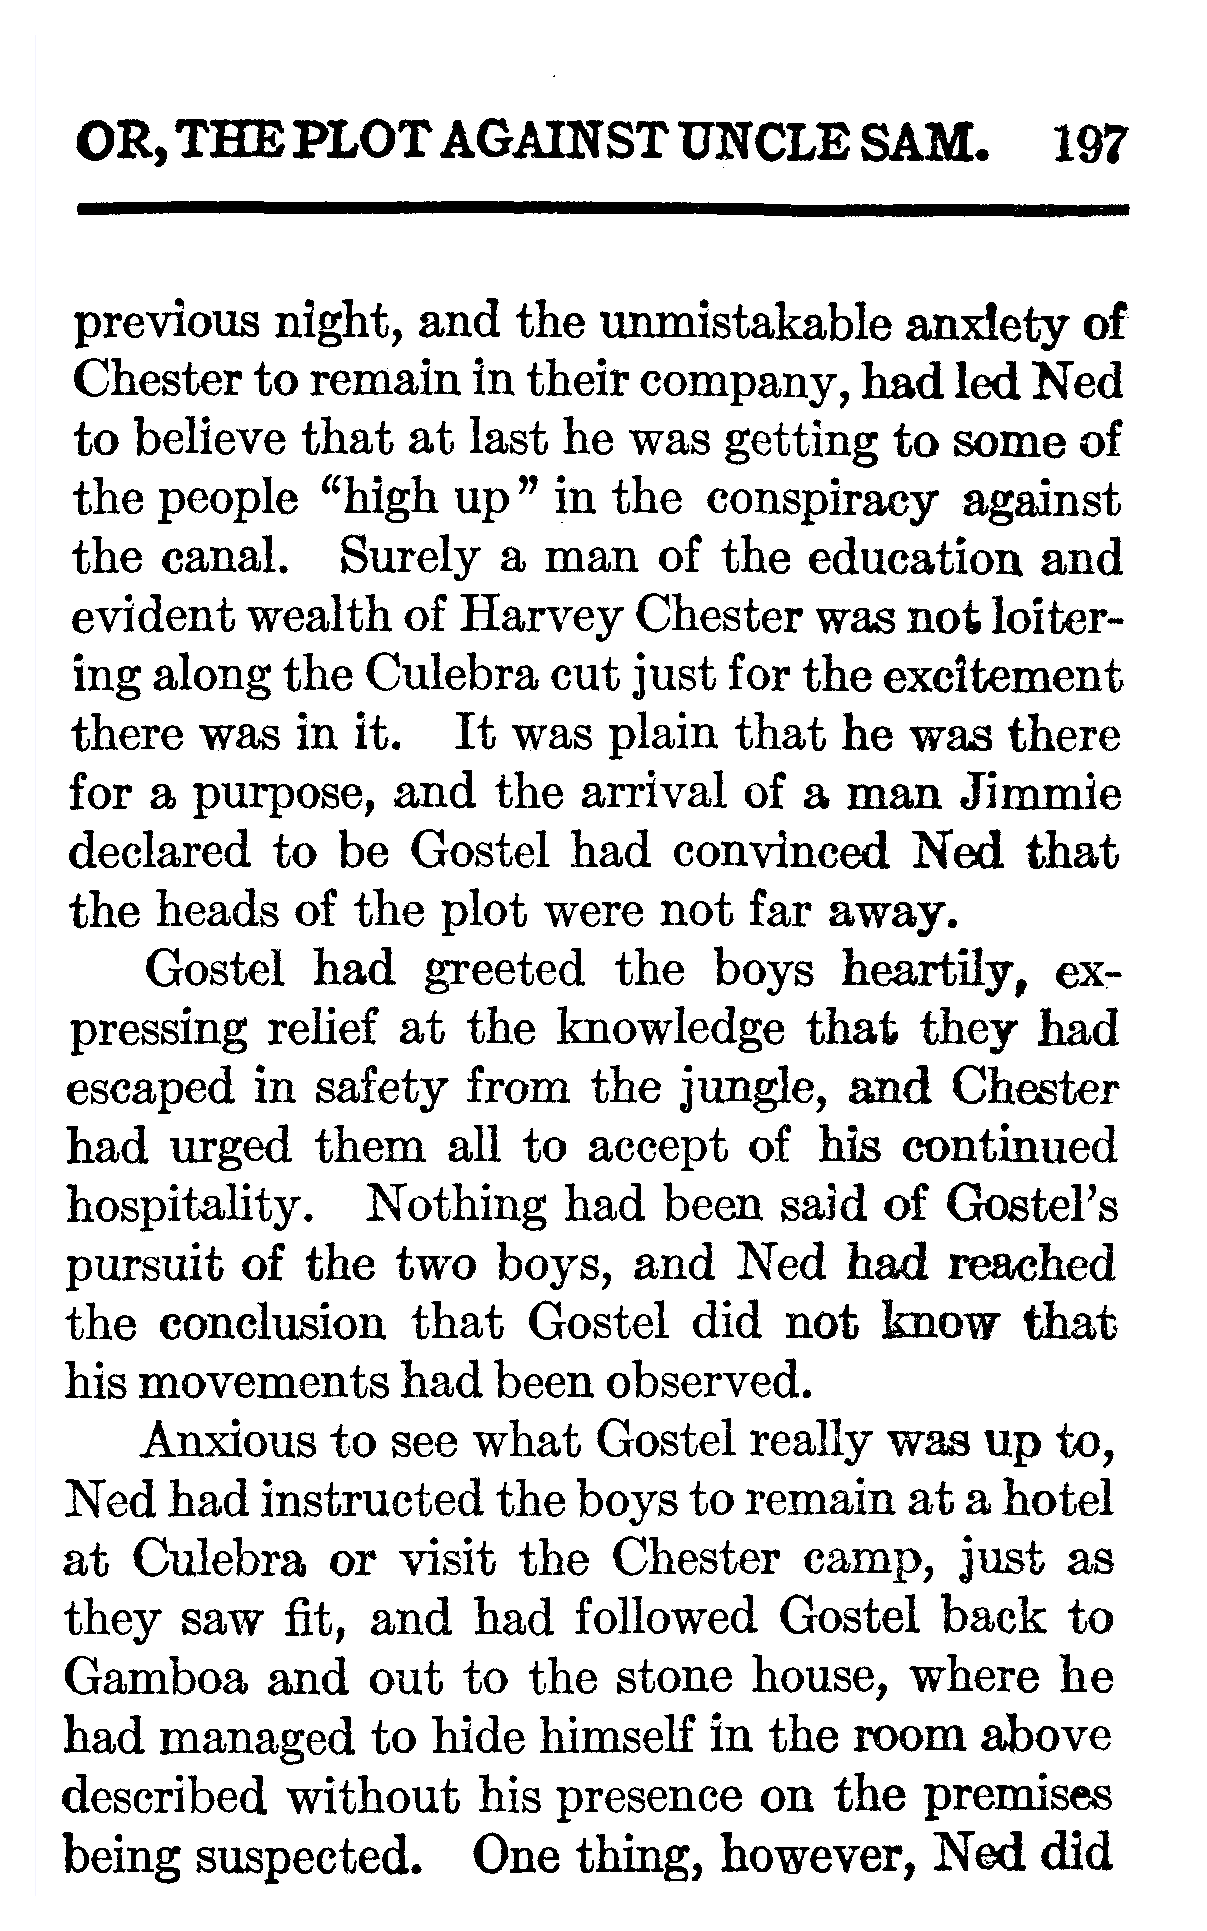 OR, THE PLOT AGAINST UNCLE SAM. 197
previous night, and the unmistakable anxiety of
Chester to remain in their company, had led Ned
to believe that at last he was getting to some of
the people “high up” in the conspiracy against
the canal. Surely a man of the education and
evident wealth of Harvey Chester was not loiter-
ing along the Culebra cut just for the excitement
there was in it. It was plain that he was there
for a purpose, and the arrival of a man Jimmie
declared to be Gostel had convinced Ned that
the heads of the plot were not far away.
Gostel had greeted the boys heartily, ex-
pressing relief at the knowledge that they had
escaped in safety from the jungle, and Chester
had urged them all to accept of his continued
hospitality. Nothing had been said of Gostel’s
pursuit of the two boys, and Ned had reached
the conclusion that Gostel did not know that
his movements had been observed.
Anxious to see what Gostel really was up to,
Ned had instructed the boys to remain at a hotel
at Culebra or visit the Chester camp, just as
they saw fit, and had followed Gostel back to
Gamboa and out to the stone house, where he
had managed to hide himself in the room above
described without his presence on the premises
being suspected. One thing, however, Ned did